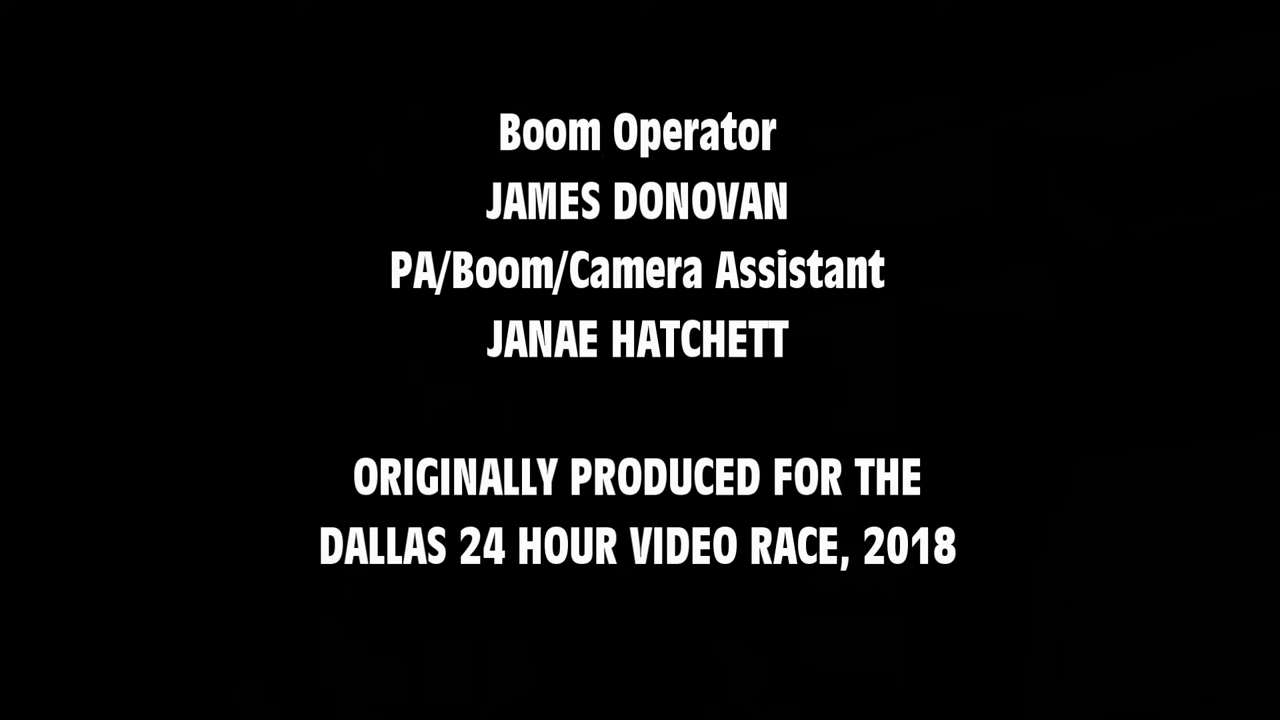 Boom Operator
JAMES DONOVAN
PA/Boom/Camera Assistant
JANAE HATCHETT
ORIGINALLY PRODUCED FOR THE
DALLAS 24 HOUR VIDEO RACE, 2018